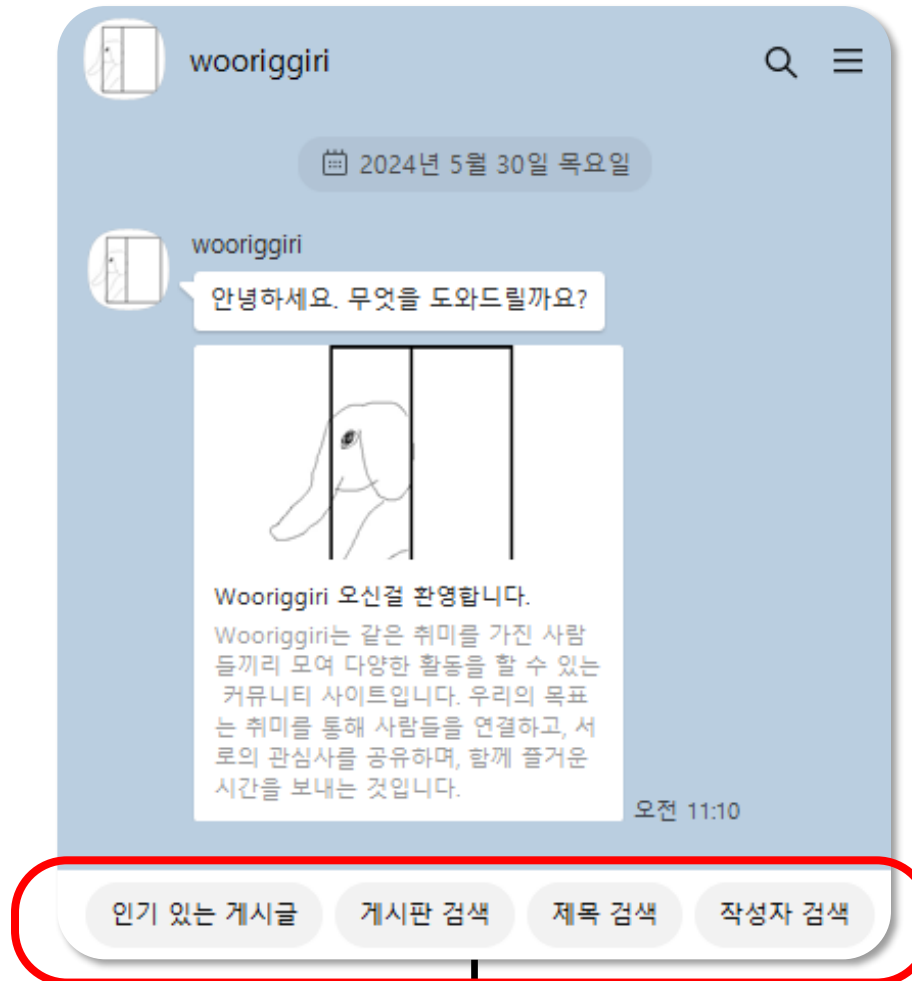 wooriggiri
2024년 5월 30일 목요일
wooriggiri
안녕하세요. 무엇을 도와드릴까요?
Wooriggiri 오신걸 환영합니다.
Wooriggiri는 같은 취미를 가진 사람
들끼리 모여 다양한 활동을 할 수 있는
커뮤니티 사이트입니다. 우리의 목표
는 취미를 통해 사람들을 연결하고, 서
로의 관심사를 공유하며, 함께 즐거운
시간을 보내는 것입니다.
오전 11:10
인기 있는 게시글 게시판 검색 제목 검색 작성자 검색